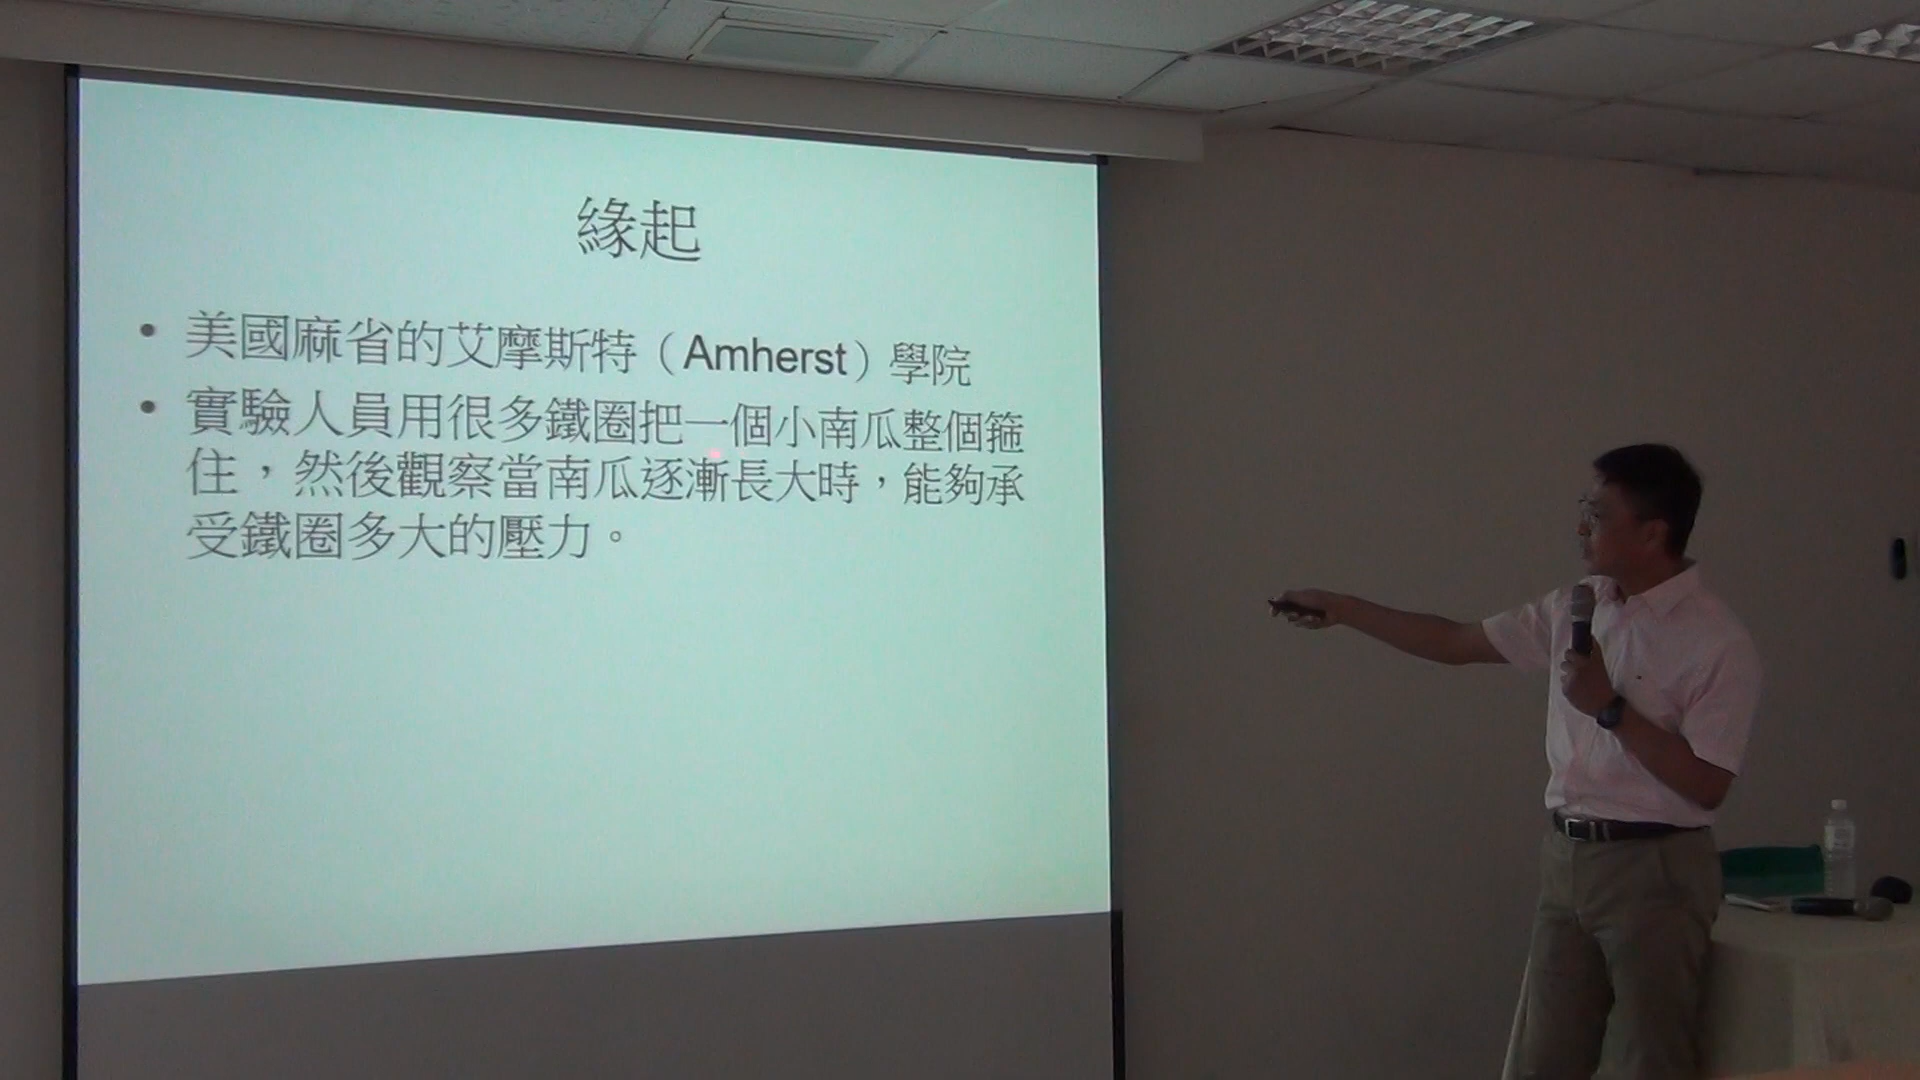 緣起
• 美國麻省的艾摩斯特（Amherst）學院
• 實驗人員用很多鐵圈把一個小南瓜整個箍
住，然後觀察當南瓜逐漸長大時，能夠承
受鐵圈多大的壓力。